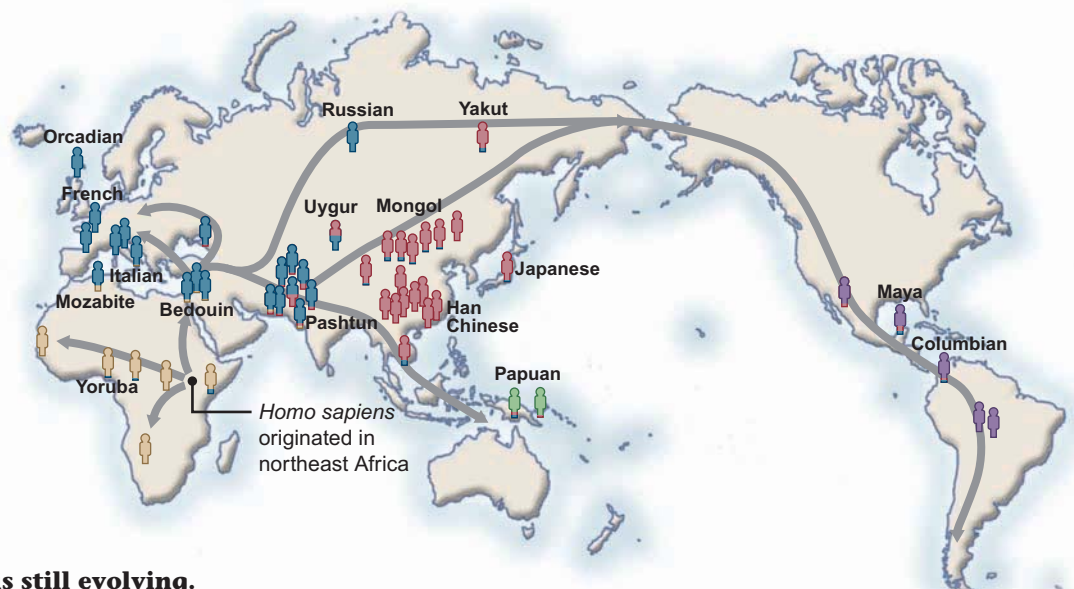 Russian
Yakut
Orcadian
French
Uygur
Mongol
Italian
Japanese
Mozabite
Bedouin
Maya
Pashtun
Han
Chinese
Columbian
Yoruba
Papuan
Homo sapiens
originated in
northeast Africa
s still evolving.